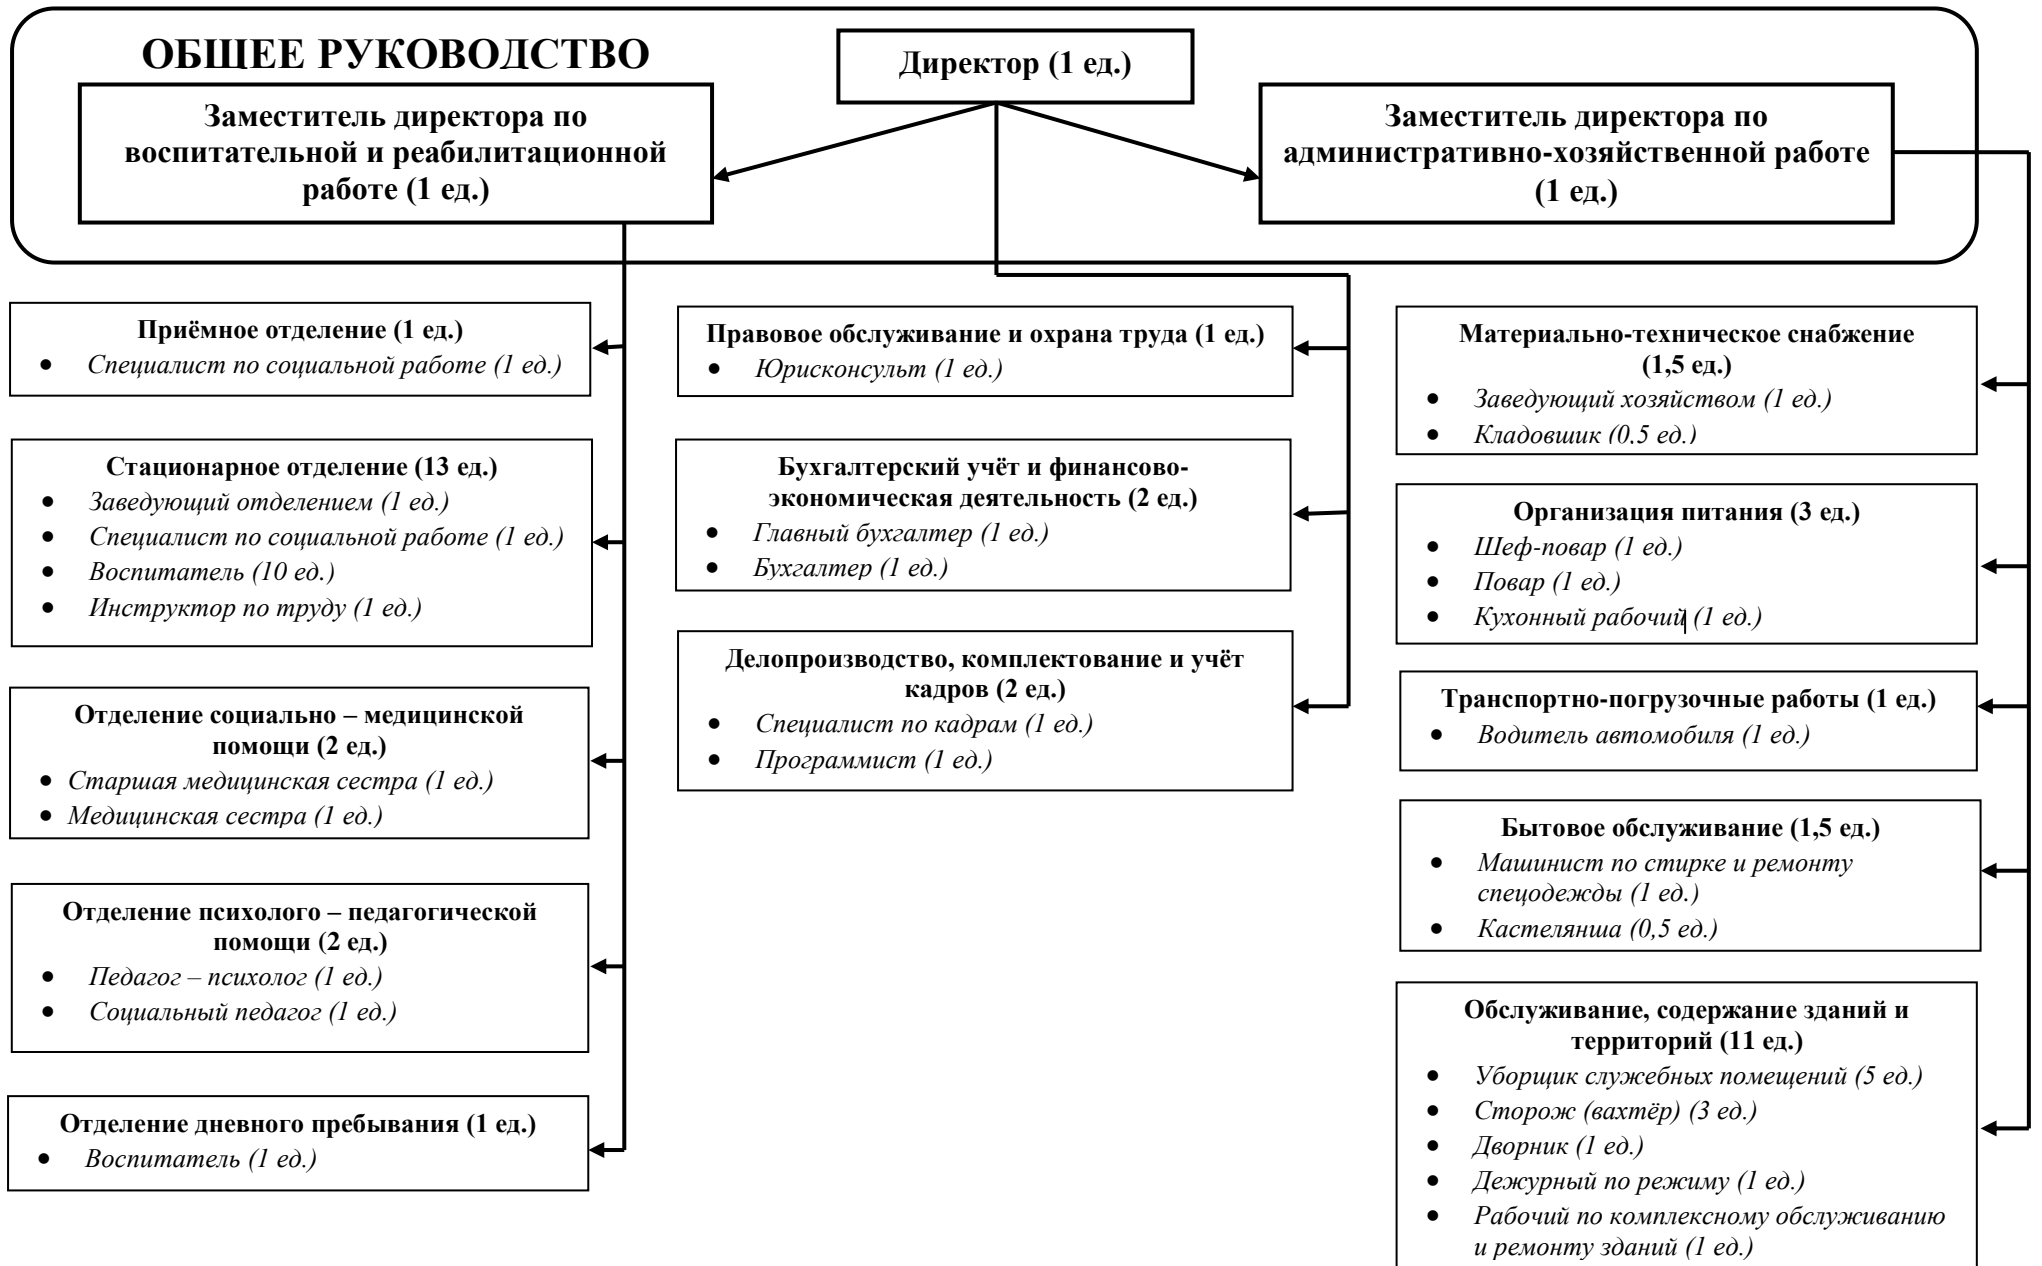 ОБЩЕЕ РУКОВОДСТВО
Директор (1 ед.)
Заместитель директора по
воспитательной и реабилитационной
работе (1 ед.)
Заместитель директора по
административно-хозяйственной работе
(1 ед.)
Приёмное отделение (1 ед.)
• Специалист по социальной работе (1 ед.)
Стационарное отделение (13 ед.)
• Заведующий отделением (1 ед.)
• Специалист по социальной работе (1 ед.)
• Воспитатель (10 ед.)
• Инструктор по труду (1 ед.)
Отделение социально – медицинской
помощи (2 ед.)
• Старшая медицинская сестра (1 ед.)
• Медицинская сестра (1 ед.)
Отделение психолого – педагогической
помощи (2 ед.)
• Педагог – психолог (1 ед.)
• Социальный педагог (1 ед.)
Отделение дневного пребывания (1 ед.)
• Воспитатель (1 ед.)
Правовое обслуживание и охрана труда (1 ед.)
• Юрисконсульт (1 ед.)
Бухгалтерский учёт и финансово-
экономическая деятельность (2 ед.)
• Главный бухгалтер (1 ед.)
• Бухгалтер (1 ед.)
Делопроизводство, комплектование и учёт
кадров (2 ед.)
• Специалист по кадрам (1 ед.)
• Программист (1 ед.)
Материально-техническое снабжение
(1,5 ед.)
• Заведующий хозяйством (1 ед.)
• Кладовщик (0,5 ед.)
Организация питания (3 ед.)
• Шеф-повар (1 ед.)
• Повар (1 ед.)
• Кухонный рабочий (1 ед.)
Транспортно-погрузочные работы (1 ед.)
• Водитель автомобиля (1 ед.)
Бытовое обслуживание (1,5 ед.)
• Машинист по стирке и ремонту
спецодежды (1 ед.)
• Кастелянша (0,5 ед.)
Обслуживание, содержание зданий и
территорий (11 ед.)
• Уборщик служебных помещений (5 ед.)
• Сторож (вахтёр) (3 ед.)
• Дворник (1 ед.)
• Дежурный по режиму (1 ед.)
• Рабочий по комплексному обслуживанию
и ремонту зданий (1 ед.)